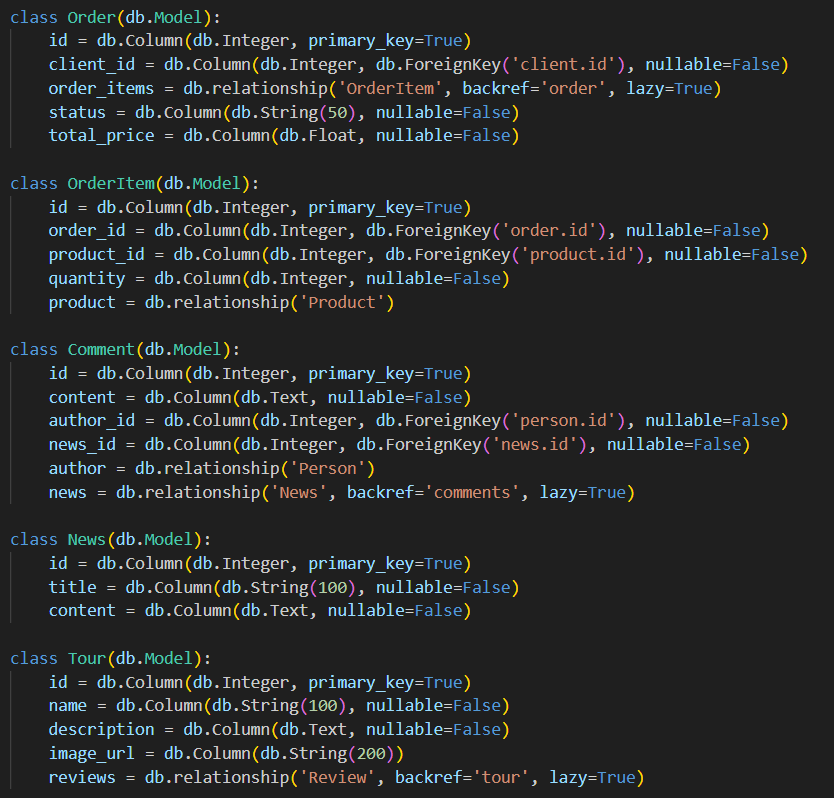 class Order(db.Model):
    id = db.Column(db.Integer, primary_key=True)
    client_id = db.Column(db.Integer, db.ForeignKey('client.id'), nullable=False)
    order_items = db.relationship('OrderItem', backref='order', lazy=True)
    status = db.Column(db.String(50), nullable=False)
    total_price = db.Column(db.Float, nullable=False)

class OrderItem(db.Model):
    id = db.Column(db.Integer, primary_key=True)
    order_id = db.Column(db.Integer, db.ForeignKey('order.id'), nullable=False)
    product_id = db.Column(db.Integer, db.ForeignKey('product.id'), nullable=False)
    quantity = db.Column(db.Integer, nullable=False)
    product = db.relationship('Product')

class Comment(db.Model):
    id = db.Column(db.Integer, primary_key=True)
    content = db.Column(db.Text, nullable=False)
    author_id = db.Column(db.Integer, db.ForeignKey('person.id'), nullable=False)
    news_id = db.Column(db.Integer, db.ForeignKey('news.id'), nullable=False)
    author = db.relationship('Person')
    news = db.relationship('News', backref='comments', lazy=True)

class News(db.Model):
    id = db.Column(db.Integer, primary_key=True)
    title = db.Column(db.String(100), nullable=False)
    content = db.Column(db.Text, nullable=False)

class Tour(db.Model):
    id = db.Column(db.Integer, primary_key=True)
    name = db.Column(db.String(100), nullable=False)
    description = db.Column(db.Text, nullable=False)
    image_url = db.Column(db.String(200))
    reviews = db.relationship('Review', backref='tour', lazy=True)